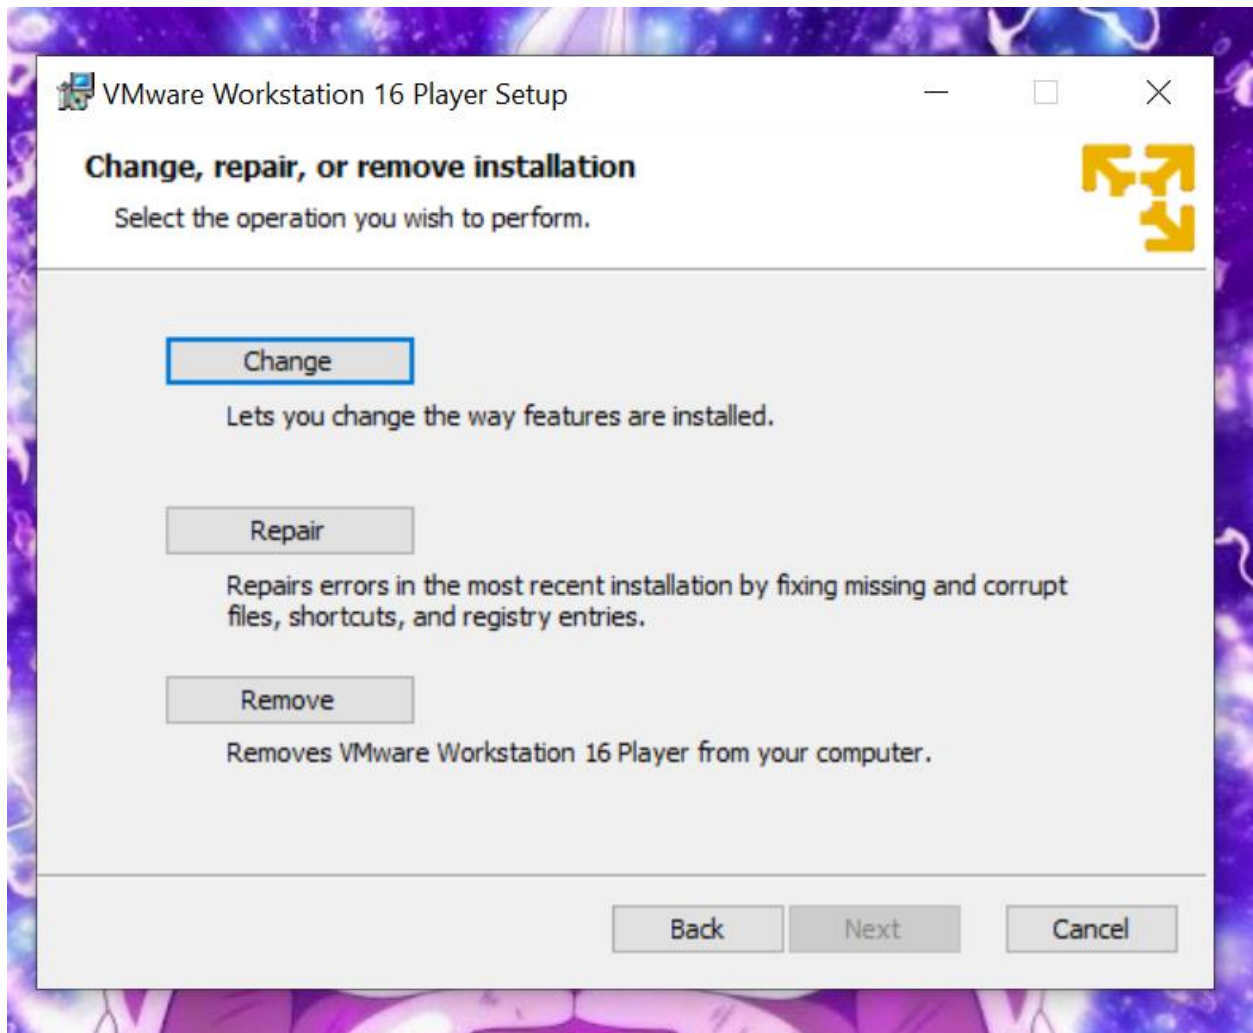 VMware Workstation 16 Player Setup
Change, repair, or remove installation
Select the operation you wish to perform.
Change
Lets you change the way features are installed.
Repair
Repairs errors in the most recent installation by fixing missing and corrupt
files, shortcuts, and registry entries.
Remove
Removes VMware Workstation 16 Player from your computer.
Back Next Cancel